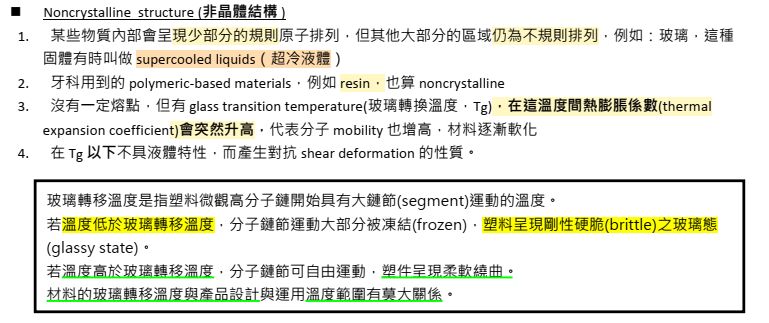 ■ Noncrystalline structure (非晶體結構)
1. 某些物質內部會呈現少部分的規則原子排列，但其他大部分的區域仍為不規則排列，例如：玻璃，這種
固體有時叫做 supercooled liquids（超冷液體）
2. 牙科用到的 polymeric-based materials，例如 resin，也算 noncrystalline
3. 沒有一定熔點，但有 glass transition temperature(玻璃轉換溫度，Tg)，在這溫度間熱膨脹係數(thermal
expansion coefficient)會突然升高，代表分子 mobility 也增高，材料逐漸軟化
4. 在 Tg 以下不具液體特性，而產生對抗 shear deformation 的性質。
玻璃轉移溫度是指塑料微觀高分子鏈開始具有大鏈節(segment)運動的溫度。
若溫度低於玻璃轉移溫度，分子鏈節運動大部分被凍結(frozen)，塑料呈現剛性硬脆(brittle)之玻璃態
(glassy state)。
若溫度高於玻璃轉移溫度，分子鏈節可自由運動，塑件呈現柔軟繞曲。
材料的玻璃轉移溫度與產品設計與運用溫度範圍有莫大關係。